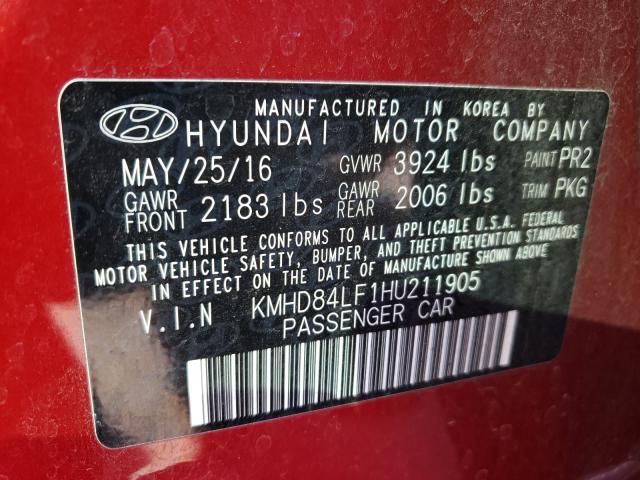 MANUFACTURED IN KOREA BY
HYUNDAI MOTOR COMPANY
MAY/25/16 GVWR 3924 lbs PAINT PR2
GAWR FRONT 2183 lbs GAWR REAR 2006 lbs TRIM PKG
THIS VEHICLE CONFORMS TO ALL APPLICABLE U.S.A. FEDERAL
MOTOR VEHICLE SAFETY, BUMPER, AND THEFT PREVENTION STANDARDS
IN EFFECT ON THE DATE OF MANUFACTURE SHOWN ABOVE.
V.I.N KMHD84LF1HU211905
PASSENGER CAR